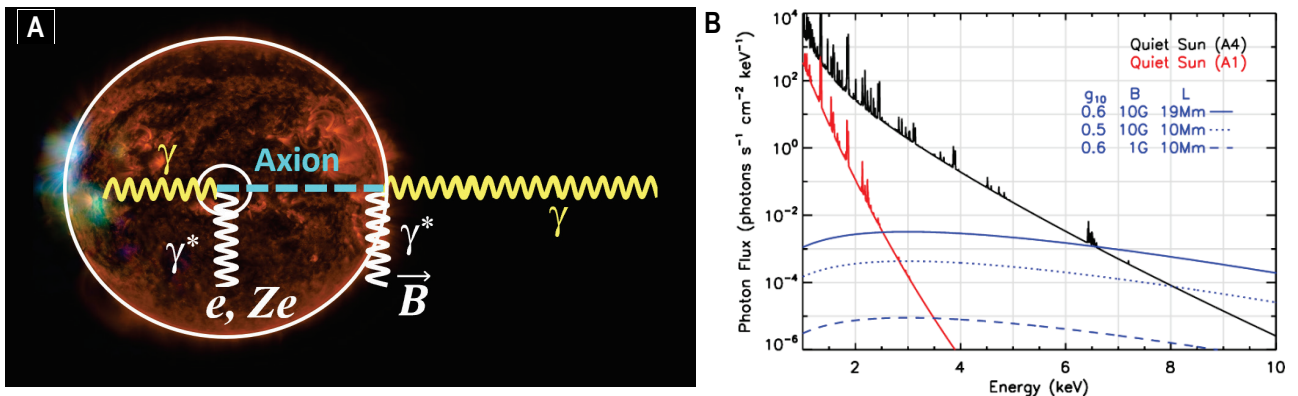 A
γ
Axion
γ*
e, Ze
γ*
B
γ
B
Photon Flux (photons s⁻¹ cm⁻² keV⁻¹)
10⁴
10²
10⁰
10⁻²
10⁻⁴
10⁻⁶
Quiet Sun (A4)
Quiet Sun (A1)
g₁₀ B L
0.6 10G 19Mm
0.5 10G 10Mm
0.6 1G 10Mm
2 4 6 8 10
Energy (keV)